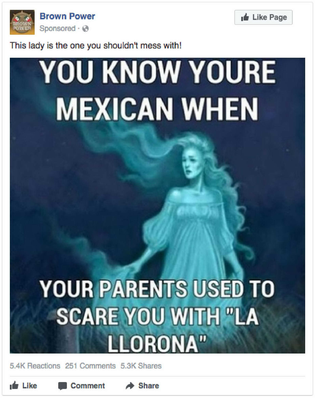 Brown Power
Like Page
Sponsored ·
This lady is the one you shouldn't mess with!
YOU KNOW YOURE
MEXICAN WHEN
YOUR PARENTS USED TO
SCARE YOU WITH "LA
LLORONA"
5.4K Reactions 251 Comments 5.3K Shares
Like Comment Share